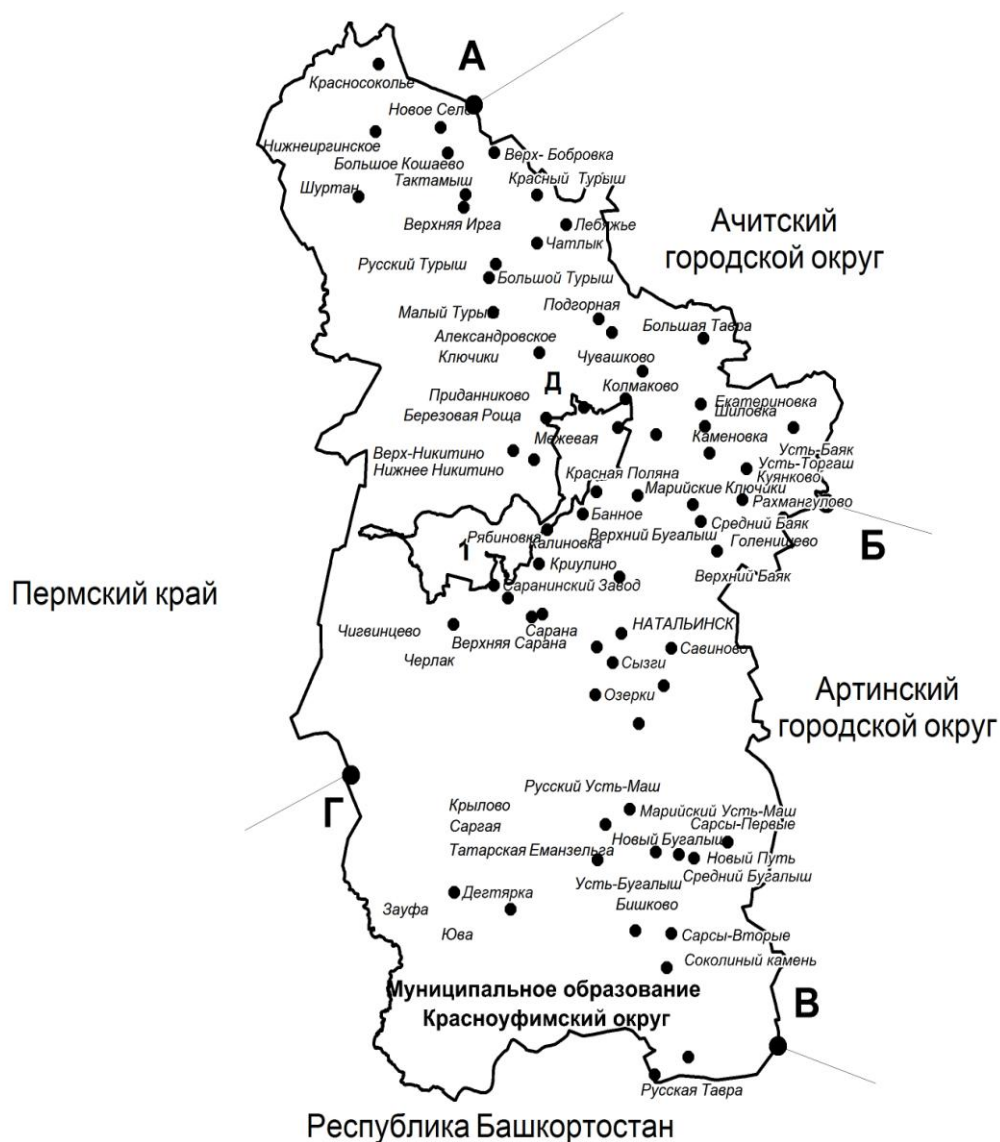 А
Красносоколье
Новое Село
Нижнеиргинское
Большое Кошаево
Верх- Бобровка
Тактамыш
Красный Турыш
Шуртан
Верхняя Ирга
Лебяжье
Чатлык
Ачитский
городской округ
Русский Турыш
Большой Турыш
Подгорная
Малый Турыш
Большая Тавра
Александровское
Ключики
Чувашково
Д
Колмаково
Приданниково
Березовая Роща
Екатериновка
Шиловка
Межевая
Каменовка
Верх-Никитино
Нижнее Никитино
Усть-Баяк
Усть-Торгаш
Куянково
Красная Поляна
Марийские Ключики
Рахмангулово
Банное
Средний Баяк
Рябиновка
Верхний Бугалыш
Калиновка
Голенищево
Б
1
Криулино
Верхний Баяк
Саранинский Завод
Пермский край
Чигвинцево
Сарана
НАТАЛЬИНСК
Верхняя Сарана
Савиново
Черлак
Сызги
Озерки
Артинский
городской округ
Г
Русский Усть-Маш
Крылово
Марийский Усть-Маш
Саргая
Сарсы-Первые
Новый Бугалыш
Татарская Еманзельга
Новый Путь
Средний Бугалыш
Усть-Бугалыш
Дегтярка
Бишково
Зауфа
Юва
Сарсы-Вторые
Соколиный камень
Муниципальное образование
Красноуфимский округ
В
Русская Тавра
Республика Башкортостан